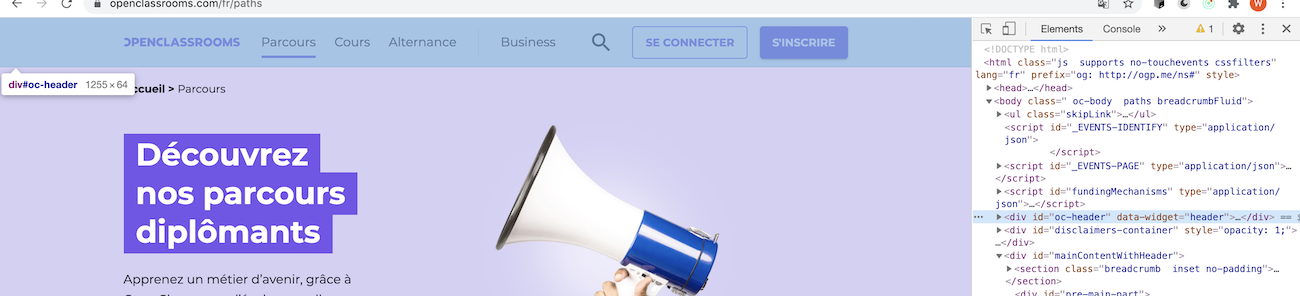 openclassrooms.com/fr/paths
W
OPENCLASSROOMS Parcours Cours Alternance Business SE CONNECTER S'INSCRIRE
div#oc-header 1255 × 64
ccueil > Parcours
Découvrez
nos parcours
diplômants
Apprenez un métier d'avenir, grâce à
Elements Console » 1
<!DOCTYPE html>
<html class="js supports no-touchevents cssfilters"
lang="fr" prefix="og: http://ogp.me/ns#" style>
<head>…</head>
<body class=" oc-body paths breadcrumbFluid">
<ul class="skipLink">…</ul>
<script id="_EVENTS-IDENTIFY" type="application/
json">
</script>
<script id="_EVENTS-PAGE" type="application/json">…
</script>
<script id="fundingMechanisms" type="application/
json">…</script>
<div id="oc-header" data-widget="header">…</div> ==
<div id="disclaimers-container" style="opacity: 1;">
…</div>
<div id="mainContentWithHeader">
<section class="breadcrumb inset no-padding">…
</section>
<div id="pre-main-part">